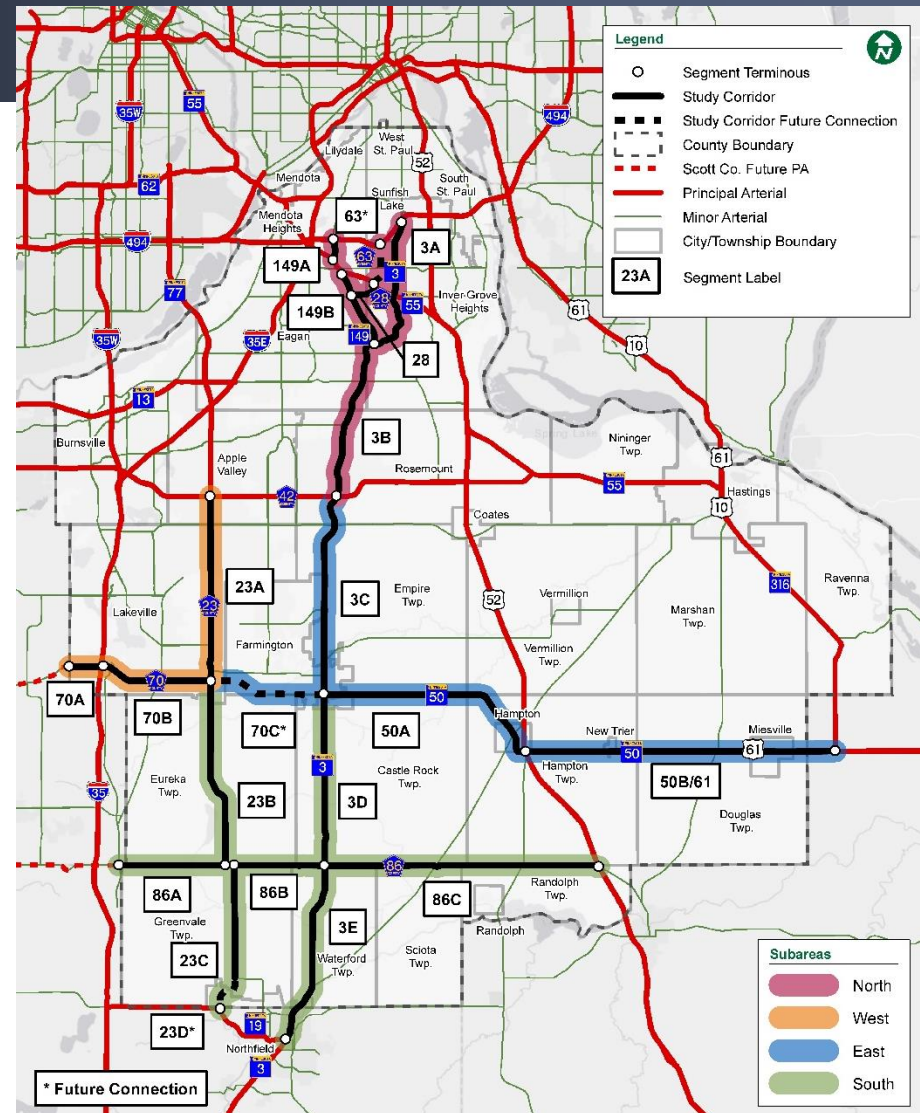 Legend
N
Segment Terminous
Study Corridor
Study Corridor Future Connection
County Boundary
Scott Co. Future PA
Principal Arterial
Minor Arterial
City/Township Boundary
23A
Segment Label
35W
55
62
494
77
35W
35E
13
52
494
61
10
West
St. Paul
Lilydale
Mendota
South
St. Paul
Sunfish
Lake
Mendota
Heights
63*
3A
149A
63
3
28
55
149B
149
Inver-Grove
Heights
Eagan
28
Burnsville
3B
Spring Lake
Nininger
Twp.
Apple
Valley
Rosemount
42
55
61
Hastings
10
Coates
316
23A
3C
Empire
Twp.
52
Vermillion
Ravenna
Twp.
Lakeville
23
Marshan
Twp.
Farmington
Vermillion
Twp.
70A
70
70B
70C*
50A
50
Hampton
New Trier
Miesville
61
50
Hampton
Twp.
50B/61
Eureka
Twp.
3
Castle Rock
Twp.
35
23B
3D
Douglas
Twp.
86
86A
86B
86C
Randolph
Twp.
Greenvale
Twp.
3E
Randolph
23C
Waterford
Twp.
Sciota
Twp.
23D*
19
Northfield
3
* Future Connection
Subareas
North
West
East
South